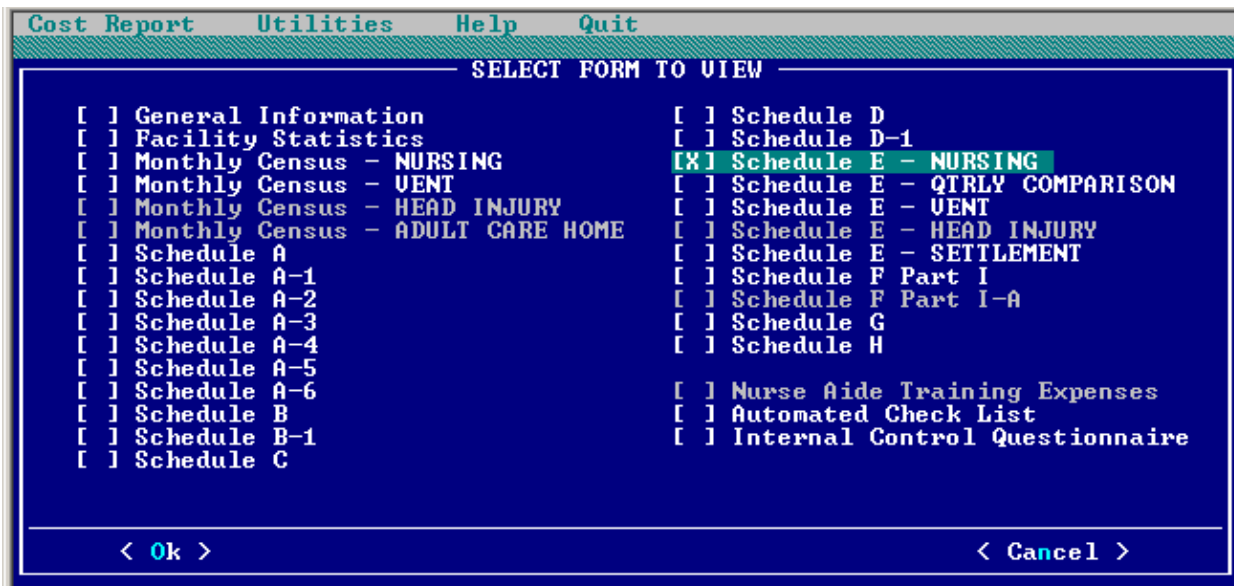 Cost Report Utilities Help Quit
SELECT FORM TO VIEW
[ ] General Information
[ ] Facility Statistics
[ ] Monthly Census - NURSING
[ ] Monthly Census - VENT
[ ] Monthly Census - HEAD INJURY
[ ] Monthly Census - ADULT CARE HOME
[ ] Schedule A
[ ] Schedule A-1
[ ] Schedule A-2
[ ] Schedule A-3
[ ] Schedule A-4
[ ] Schedule A-5
[ ] Schedule A-6
[ ] Schedule B
[ ] Schedule B-1
[ ] Schedule C
[ ] Schedule D
[ ] Schedule D-1
[X] Schedule E - NURSING
[ ] Schedule E - QTRLY COMPARISON
[ ] Schedule E - VENT
[ ] Schedule E - HEAD INJURY
[ ] Schedule E - SETTLEMENT
[ ] Schedule F Part I
[ ] Schedule F Part I-A
[ ] Schedule G
[ ] Schedule H
[ ] Nurse Aide Training Expenses
[ ] Automated Check List
[ ] Internal Control Questionnaire
< Ok >
< Cancel >